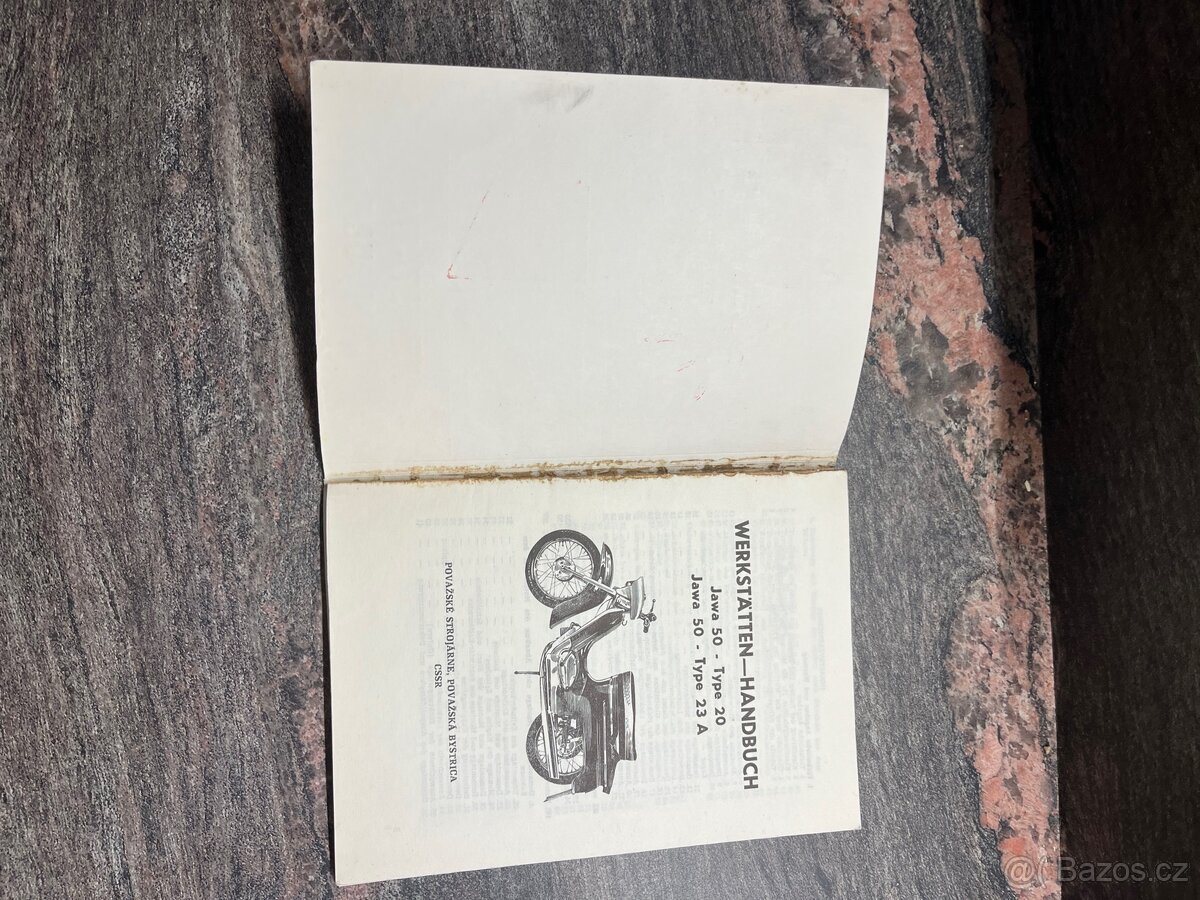 WERKSTÄTTEN—HANDBUCH
Jawa 50 - Type 20
Jawa 50 - Type 23 A
POVAŽSKÉ STROJÁRNE, POVAŽSKÁ BYSTRICA
ČSSR
@ Bazos.cz